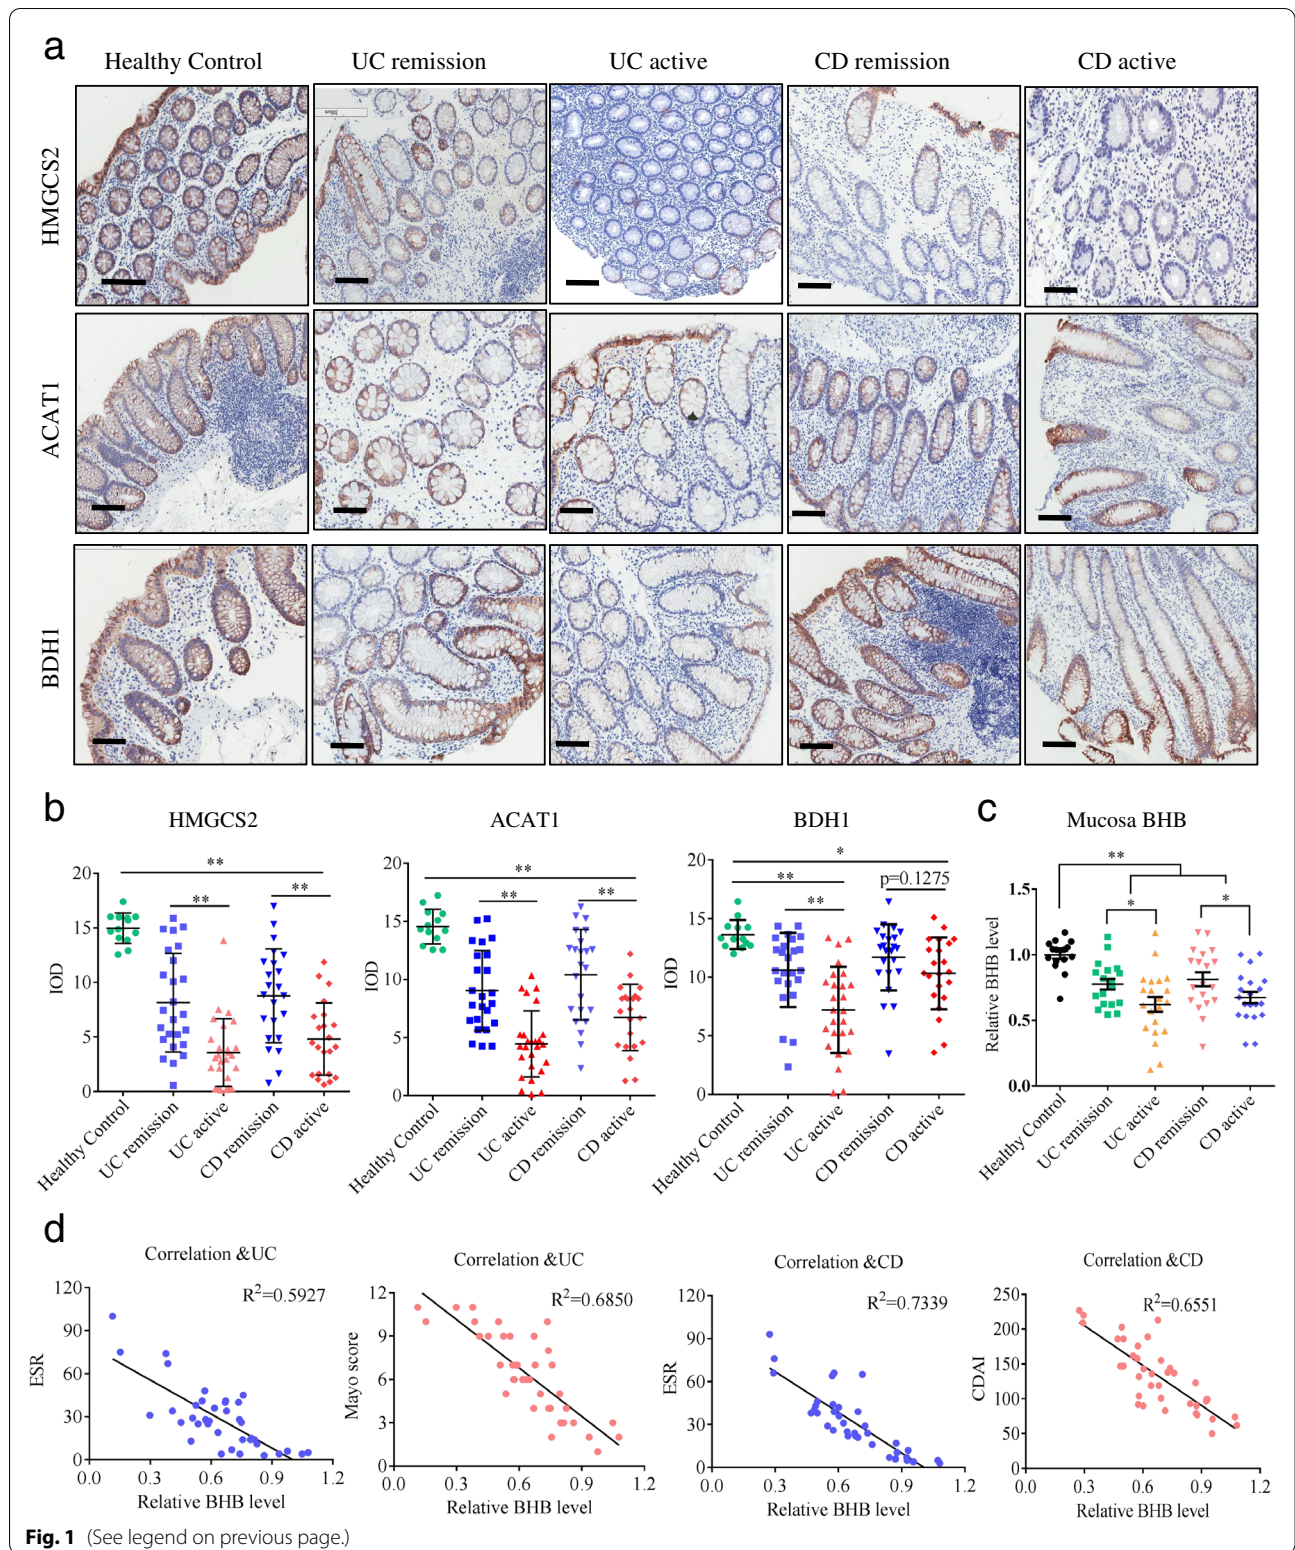 a
Healthy Control UC remission UC active CD remission CD active
HMGCS2
ACAT1
BDH1
b
HMGCS2
IOD
20
15
10
5
0
** ** **
Healthy Control UC remission UC active CD remission CD active
ACAT1
IOD
20
15
10
5
0
** ** **
Healthy Control UC remission UC active CD remission CD active
BDH1
IOD
20
15
10
5
0
* ** ** p=0.1275
Healthy Control UC remission UC active CD remission CD active
c
Mucosa BHB
Relative BHB level
1.5
1.0
0.5
0.0
** * *
Healthy Control UC remission UC active CD remission CD active
d
Correlation &UC
R²=0.5927
ESR
120
90
60
30
0
0.0 0.3 0.6 0.9 1.2
Relative BHB level
Correlation &UC
R²=0.6850
Mayo score
12
9
6
3
0
0.0 0.3 0.6 0.9 1.2
Relative BHB level
Correlation &CD
R²=0.7339
ESR
120
90
60
30
0
0.0 0.3 0.6 0.9 1.2
Relative BHB level
Correlation &CD
R²=0.6551
CDAI
250
200
150
100
50
0
0.0 0.3 0.6 0.9 1.2
Relative BHB level
Fig. 1 (See legend on previous page.)